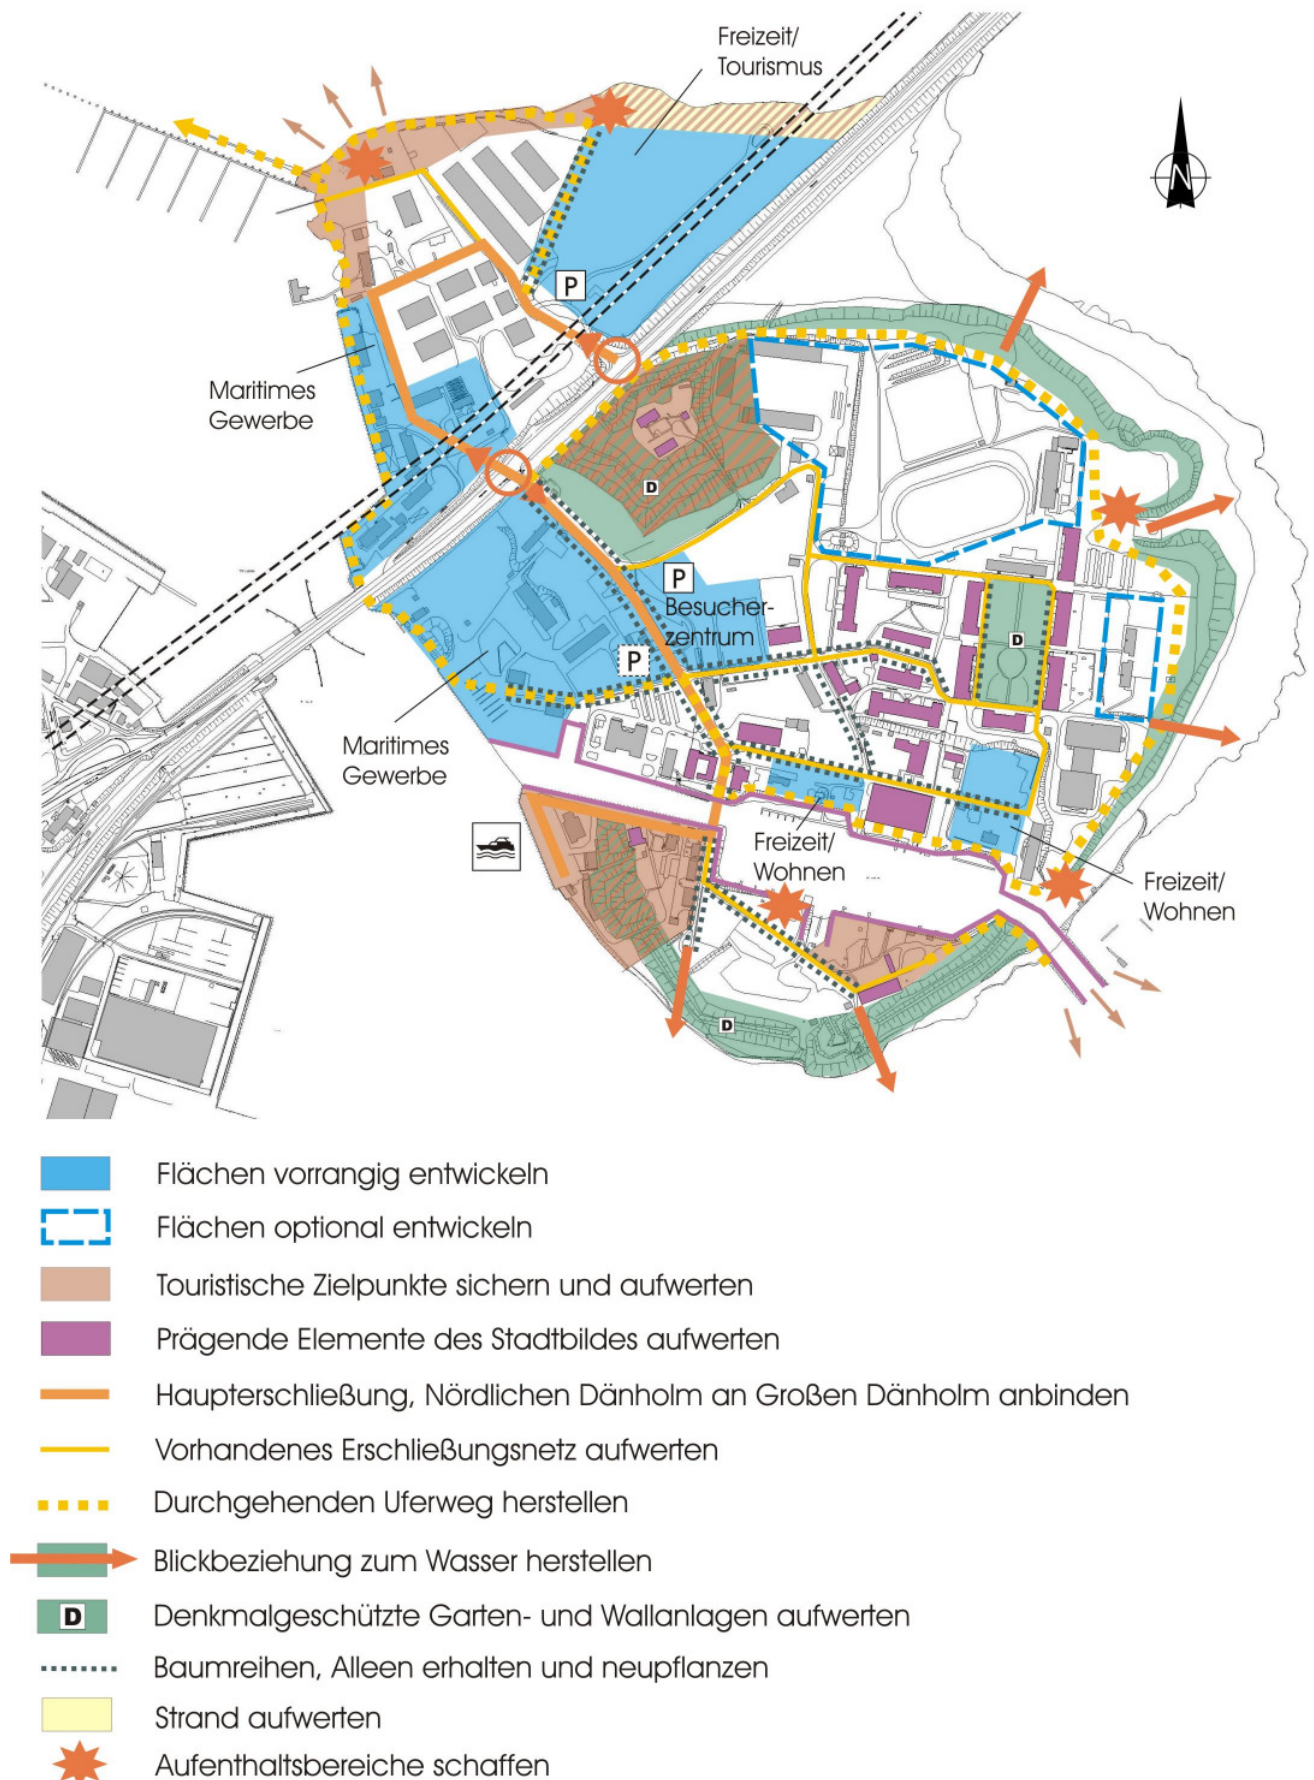 Freizeit/
Tourismus
N
P
Maritimes
Gewerbe
D
P
Besucher-
zentrum
D
P
Maritimes
Gewerbe
Freizeit/
Wohnen
Freizeit/
Wohnen
D
Flächen vorrangig entwickeln
Flächen optional entwickeln
Touristische Zielpunkte sichern und aufwerten
Prägende Elemente des Stadtbildes aufwerten
Haupterschließung, Nördlichen Dänholm an Großen Dänholm anbinden
Vorhandenes Erschließungsnetz aufwerten
Durchgehenden Uferweg herstellen
Blickbeziehung zum Wasser herstellen
D Denkmalgeschützte Garten- und Wallanlagen aufwerten
Baumreihen, Alleen erhalten und neupflanzen
Strand aufwerten
Aufenthaltsbereiche schaffen